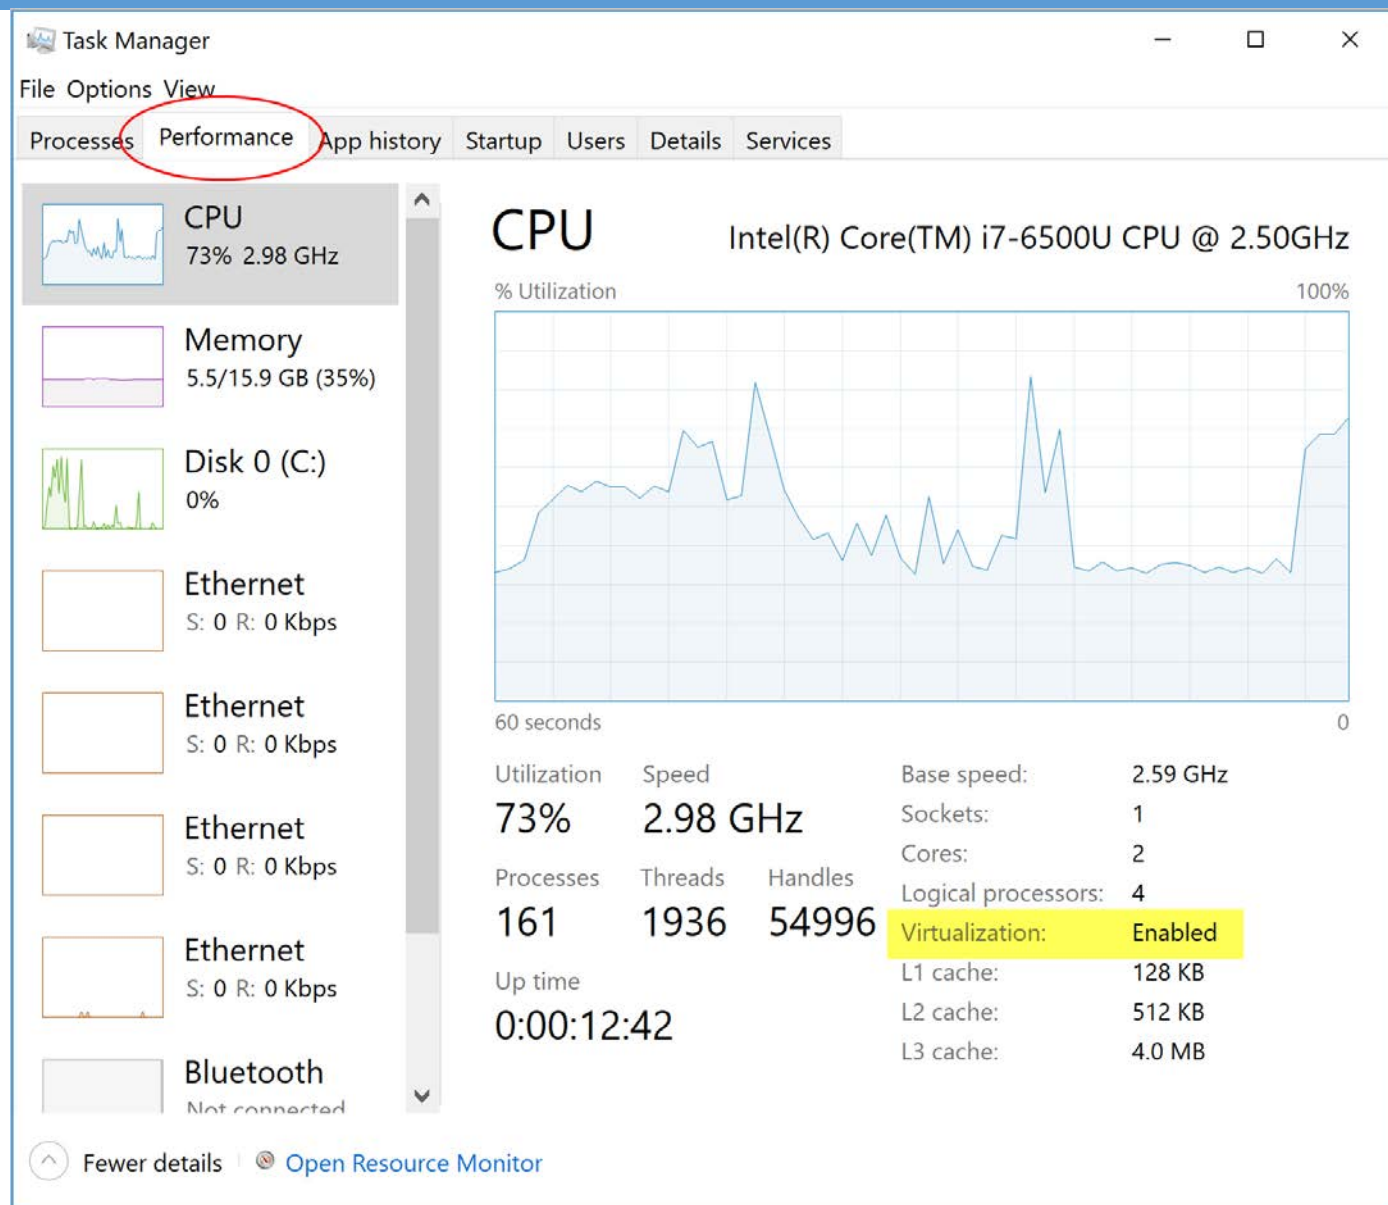 Task Manager
File Options View
Processes Performance App history Startup Users Details Services
CPU
73% 2.98 GHz
Memory
5.5/15.9 GB (35%)
Disk 0 (C:)
0%
Ethernet
S: 0 R: 0 Kbps
Ethernet
S: 0 R: 0 Kbps
Ethernet
S: 0 R: 0 Kbps
Ethernet
S: 0 R: 0 Kbps
Bluetooth
Not connected
CPU Intel(R) Core(TM) i7-6500U CPU @ 2.50GHz
% Utilization 100%
60 seconds 0
Utilization Speed
73% 2.98 GHz
Processes Threads Handles
161 1936 54996
Up time
0:00:12:42
Base speed: 2.59 GHz
Sockets: 1
Cores: 2
Logical processors: 4
Virtualization: Enabled
L1 cache: 128 KB
L2 cache: 512 KB
L3 cache: 4.0 MB
Fewer details Open Resource Monitor